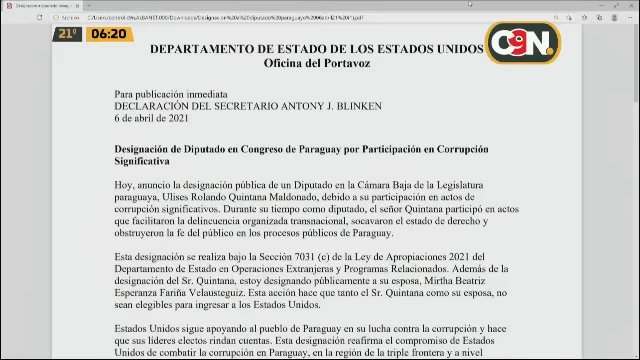 Designación a diputado paraguayo
Archivo
C:/Users/control
21° 06:20
C9N.
DEPARTAMENTO DE ESTADO DE LOS ESTADOS UNIDOS
Oficina del Portavoz
Para publicación inmediata
DECLARACIÓN DEL SECRETARIO ANTONY J. BLINKEN
6 de abril de 2021
Designación de Diputado en Congreso de Paraguay por Participación en Corrupción
Significativa
Hoy, anuncio la designación pública de un Diputado en la Cámara Baja de la Legislatura
paraguaya, Ulises Rolando Quintana Maldonado, debido a su participación en actos de
corrupción significativos. Durante su tiempo como diputado, el señor Quintana participó en actos
que facilitaron la delincuencia organizada transnacional, socavaron el estado de derecho y
obstruyeron la fe del público en los procesos públicos de Paraguay.
Esta designación se realiza bajo la Sección 7031 (c) de la Ley de Apropiaciones 2021 del
Departamento de Estado en Operaciones Extranjeras y Programas Relacionados. Además de la
designación del Sr. Quintana, estoy designando públicamente a su esposa, Mirtha Beatriz
Esperanza Fariña Velausteguiz. Esta acción hace que tanto el Sr. Quintana como su esposa, no
sean elegibles para ingresar a los Estados Unidos.
Estados Unidos sigue apoyando al pueblo de Paraguay en su lucha contra la corrupción y hace
que sus líderes electos rindan cuentas. Esta designación reafirma el compromiso de Estados
Unidos de combatir la corrupción en Paraguay, en la región de la triple frontera y a nivel